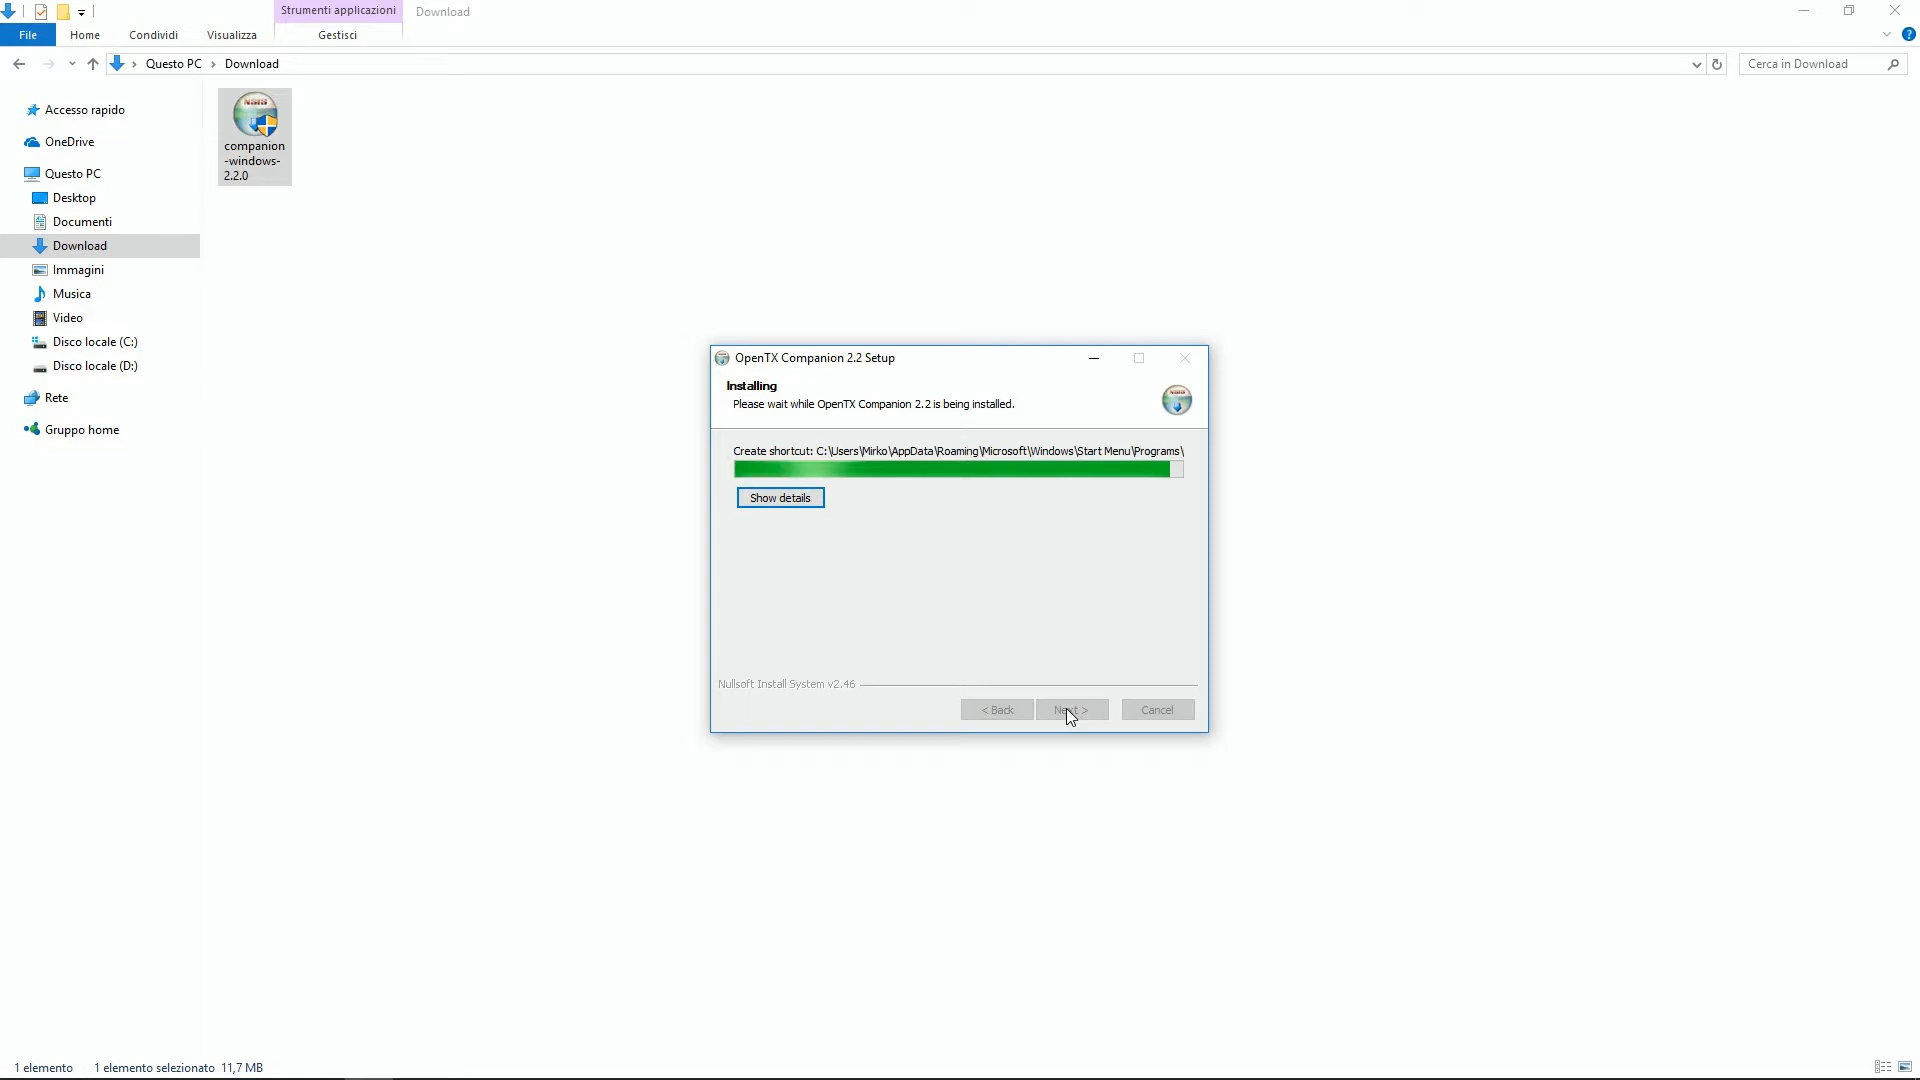 Strumenti applicazioni
Download
File
Home
Condividi
Visualizza
Gestisci
Questo PC
Download
Cerca in Download
Accesso rapido
OneDrive
Questo PC
Desktop
Documenti
Download
Immagini
Musica
Video
Disco locale (C:)
Disco locale (D:)
Rete
Gruppo home
NSIS
companion
-windows-
2.2.0
OpenTX Companion 2.2 Setup
Installing
Please wait while OpenTX Companion 2.2 is being installed.
Create shortcut: C:\Users\Mirko\AppData\Roaming\Microsoft\Windows\Start Menu\Programs\
Show details
Nullsoft Install System v2.46
< Back
Next >
Cancel
1 elemento
1 elemento selezionato 11,7 MB